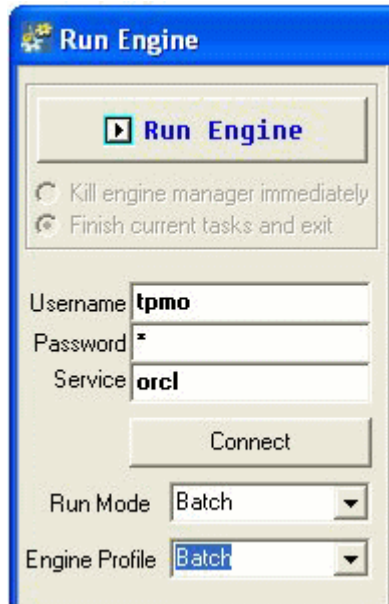 Run Engine
Run Engine
Kill engine manager immediately
Finish current tasks and exit
Username tpmo
Password *
Service orcl
Connect
Run Mode Batch
Engine Profile Batch